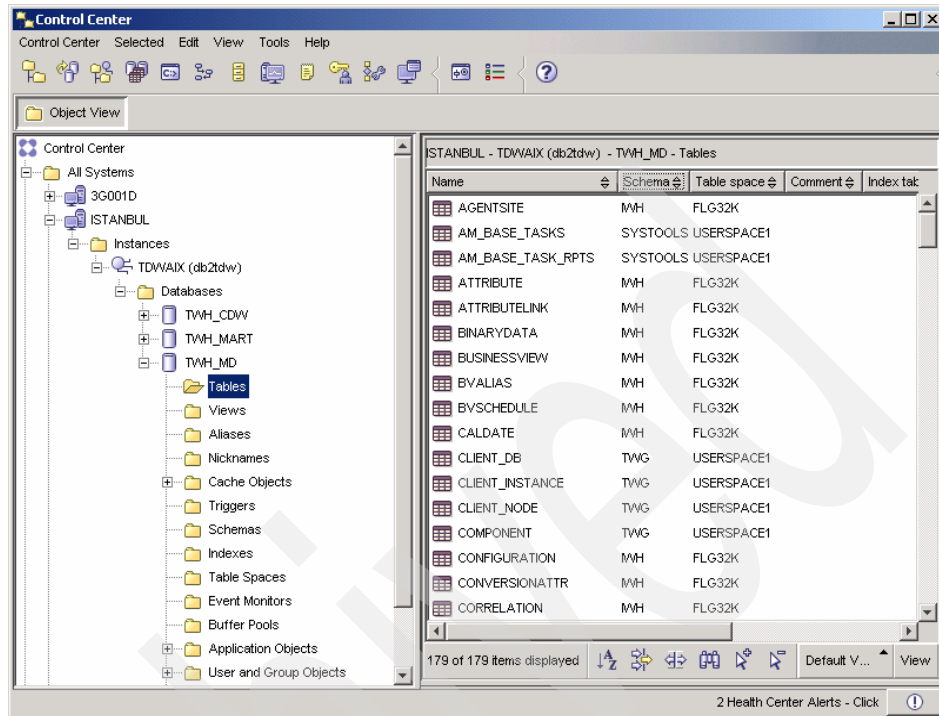 Control Center
Control Center Selected Edit View Tools Help
Object View
Control Center
All Systems
3G001D
ISTANBUL
Instances
TDWAIX (db2tdw)
Databases
TWH_CDW
TWH_MART
TWH_MD
Tables
Views
Aliases
Nicknames
Cache Objects
Triggers
Schemas
Indexes
Table Spaces
Event Monitors
Buffer Pools
Application Objects
User and Group Objects
ISTANBUL - TDWAIX (db2tdw) - TWH_MD - Tables
Name Schema Table space Comment Index tab
AGENTSITE IWH FLG32K
AM_BASE_TASKS SYSTOOLS USERSPACE1
AM_BASE_TASK_RPTS SYSTOOLS USERSPACE1
ATTRIBUTE IWH FLG32K
ATTRIBUTELINK IWH FLG32K
BINARYDATA IWH FLG32K
BUSINESSVIEW IWH FLG32K
BVALIAS IWH FLG32K
BVSCHEDULE IWH FLG32K
CALDATE IWH FLG32K
CLIENT_DB TWG USERSPACE1
CLIENT_INSTANCE TWG USERSPACE1
CLIENT_NODE TWG USERSPACE1
COMPONENT TWG USERSPACE1
CONFIGURATION IWH FLG32K
CONVERSIONATTR IWH FLG32K
CORRELATION IWH FLG32K
179 of 179 items displayed Default V... View
2 Health Center Alerts - Click